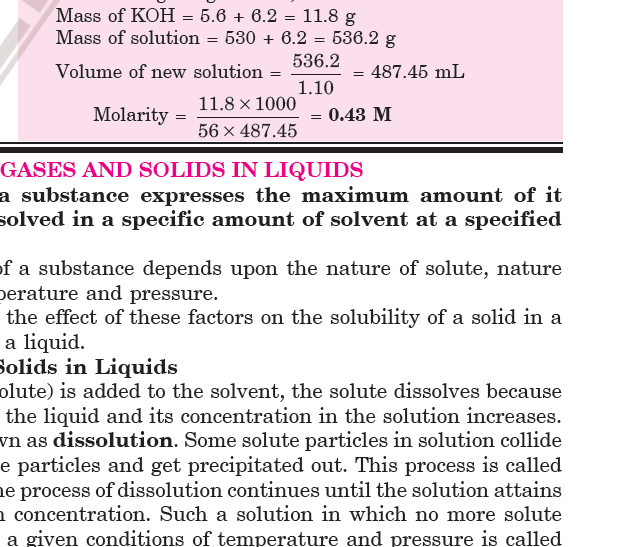 Mass of KOH = 5.6 + 6.2 = 11.8 g
Mass of solution = 530 + 6.2 = 536.2 g
Volume of new solution = 536.2 / 1.10 = 487.45 mL
Molarity = 11.8 × 1000 / 56 × 487.45 = 0.43 M
GASES AND SOLIDS IN LIQUIDS
a substance expresses the maximum amount of it
solved in a specific amount of solvent at a specified
of a substance depends upon the nature of solute, nature
perature and pressure.
the effect of these factors on the solubility of a solid in a
a liquid.
Solids in Liquids
olute) is added to the solvent, the solute dissolves because
the liquid and its concentration in the solution increases.
wn as dissolution. Some solute particles in solution collide
e particles and get precipitated out. This process is called
he process of dissolution continues until the solution attains
n concentration. Such a solution in which no more solute
a given conditions of temperature and pressure is called